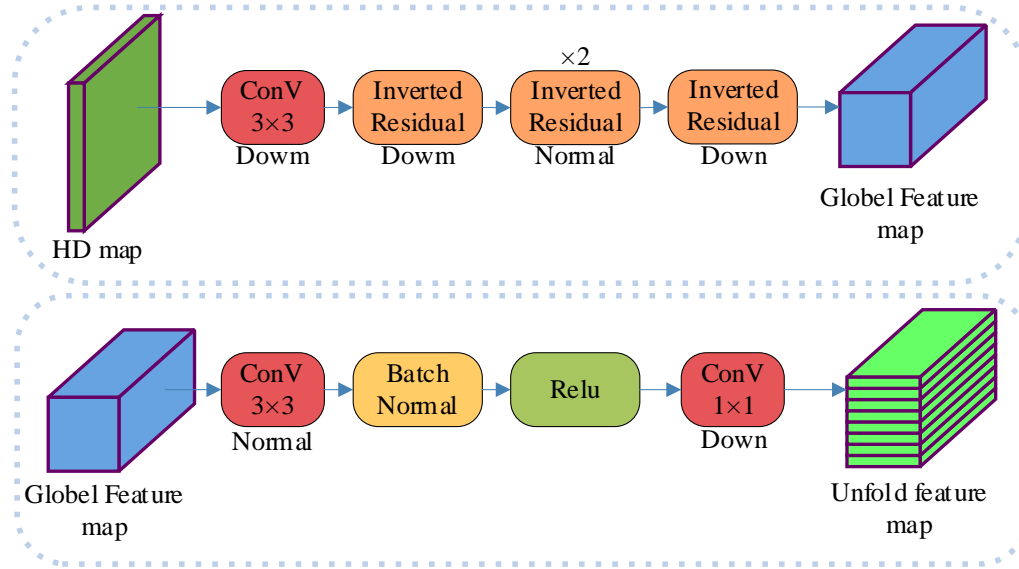 ×2
ConV
3×3
Inverted
Residual
Inverted
Residual
Inverted
Residual
Dowm
Dowm
Normal
Down
HD map
Globel Feature
map
ConV
3×3
Batch
Normal
Relu
ConV
1×1
Normal
Down
Globel Feature
map
Unfold feature
map